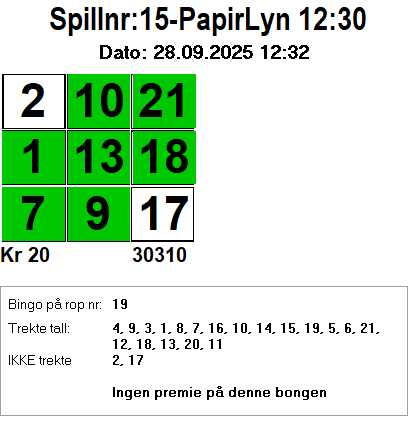 Spillnr:15-PapirLyn 12:30
Dato: 28.09.2025 12:32
2 10 21
1 13 18
7 9 17
Kr 20 30310
Bingo på rop nr: 19
Trekte tall: 4, 9, 3, 1, 8, 7, 16, 10, 14, 15, 19, 5, 6, 21,
12, 18, 13, 20, 11
IKKE trekte 2, 17
Ingen premie på denne bongen